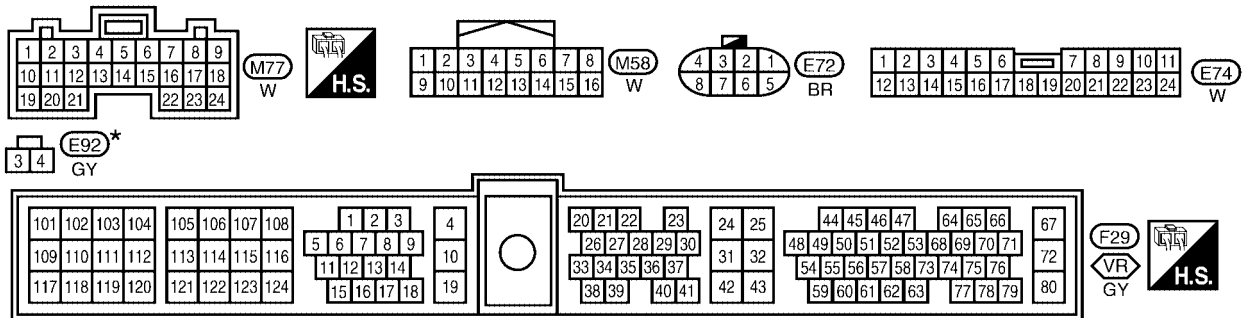 1 2 3 4 5 6 7 8 9
10 11 12 13 14 15 16 17 18
19 20 21 22 23 24
M77
W
H.S.
1 2 3 4 5 6 7 8
9 10 11 12 13 14 15 16
M58
W
4 3 2 1
8 7 6 5
E72
BR
1 2 3 4 5 6 7 8 9 10 11
12 13 14 15 16 17 18 19 20 21 22 23 24
E74
W
3 4
E92*
GY
101 102 103 104 105 106 107 108 1 2 3 4
109 110 111 112 113 114 115 116 5 6 7 8 9 10
117 118 119 120 121 122 123 124 11 12 13 14 19
15 16 17 18
20 21 22 23 24 25
26 27 28 29 30 31 32
33 34 35 36 37 42 43
38 39 40 41
44 45 46 47 64 65 66 67
48 49 50 51 52 53 68 69 70 71 72
54 55 56 57 58 73 74 75 76 80
59 60 61 62 63 77 78 79
F29
VR
GY
H.S.